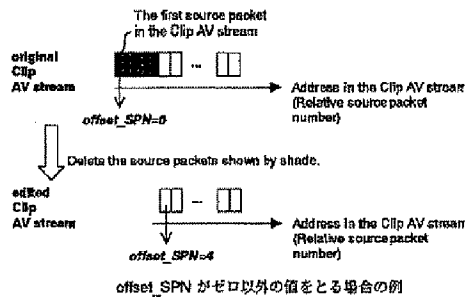 The first source packet
in the Clip AV stream
original
Clip
AV stream
...
Address in the Clip AV stream
(Relative source packet
number)
offset_SPN=0
Delete the source packets shown by shade.
edited
Clip
AV stream
...
Address in the Clip AV stream
(Relative source packet
number)
offset_SPN=4
offset_SPN がゼロ以外の値をとる場合の例